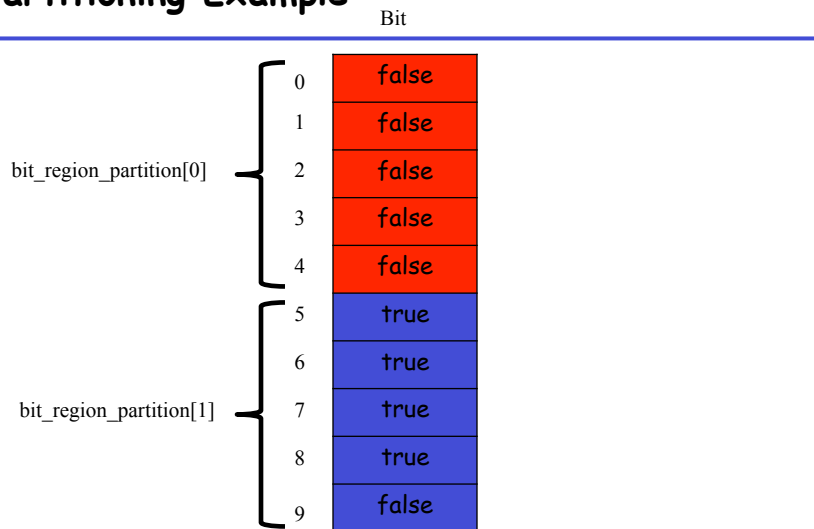 Example
Bit
0 false
1 false
bit_region_partition[0] 2 false
3 false
4 false
5 true
6 true
bit_region_partition[1] 7 true
8 true
9 false